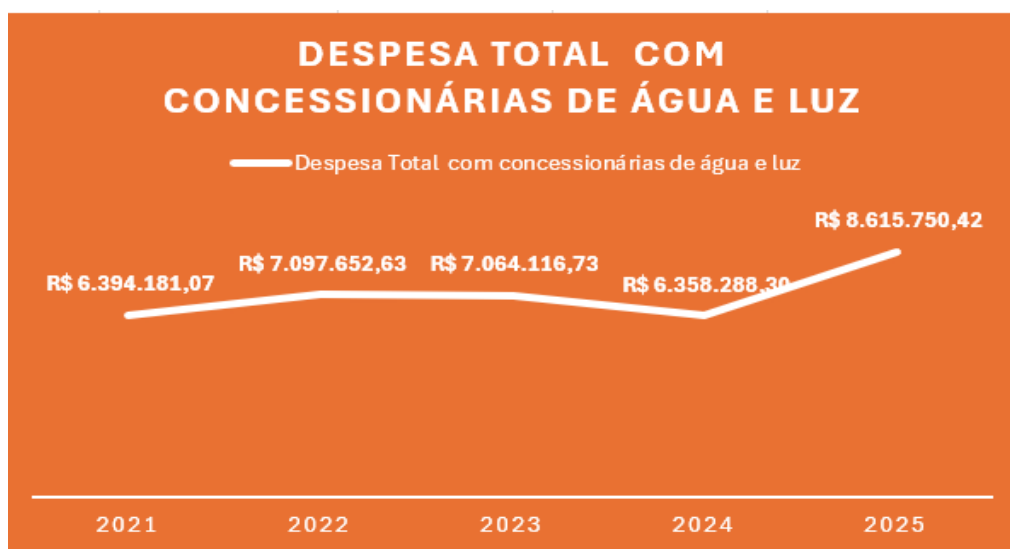 DESPESA TOTAL COM
CONCESSIONÁRIAS DE ÁGUA E LUZ
Despesa Total com concessionárias de água e luz
R$ 6.394.181,07
R$ 7.097.652,63
R$ 7.064.116,73
R$ 6.358.288,30
R$ 8.615.750,42
2021 2022 2023 2024 2025